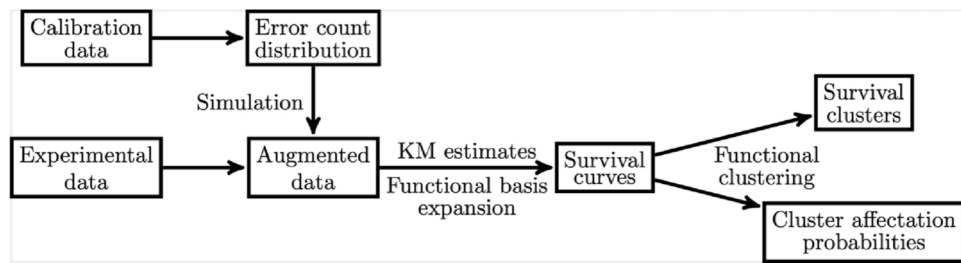 Calibration
data
Error count
distribution
Simulation
Experimental
data
Augmented
data
KM estimates
Functional basis
expansion
Survival
curves
Functional
clustering
Survival
clusters
Cluster affectation
probabilities